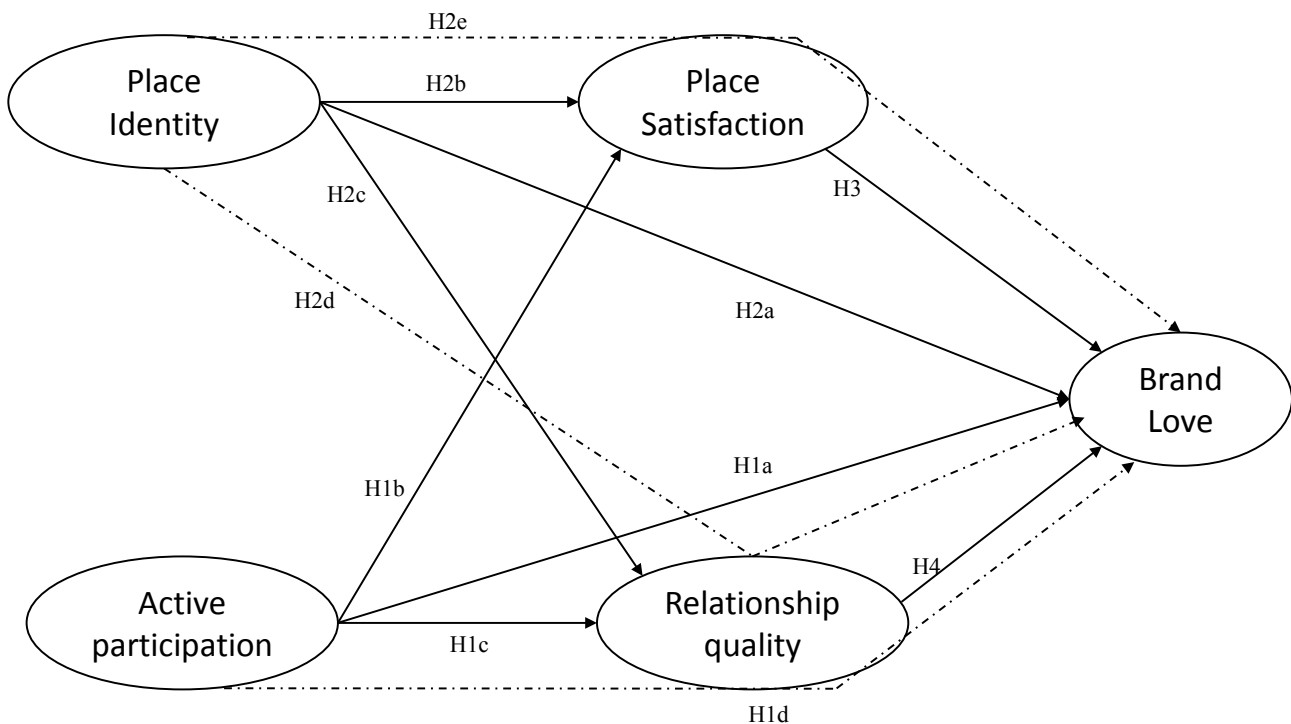 H2e
Place
Identity
H2b
Place
Satisfaction
H2c
H3
H2d
H2a
Brand
Love
H1b
H1a
Active
participation
H1c
Relationship
quality
H4
H1d